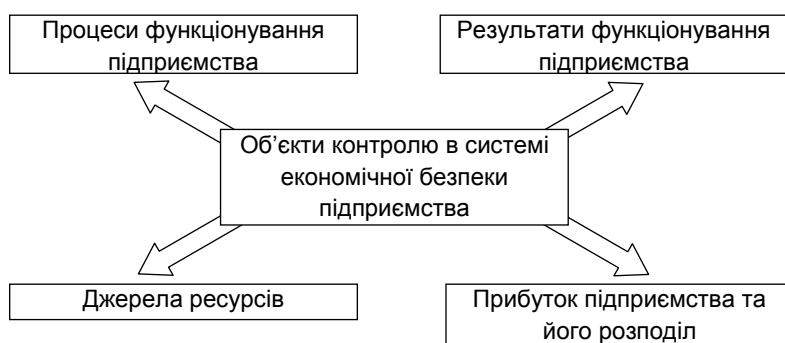 Процеси функціонування
підприємства
Результати функціонування
підприємства
Об’єкти контролю в системі
економічної безпеки
підприємства
Джерела ресурсів
Прибуток підприємства та
його розподіл